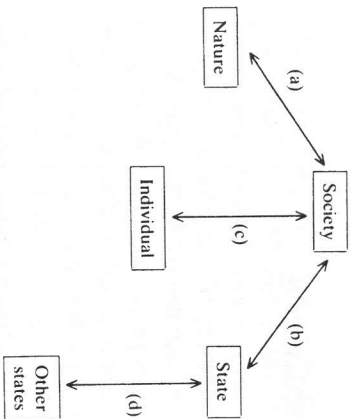 Society
(a)
(b)
(c)
Nature
Individual
State
(d)
Other
states